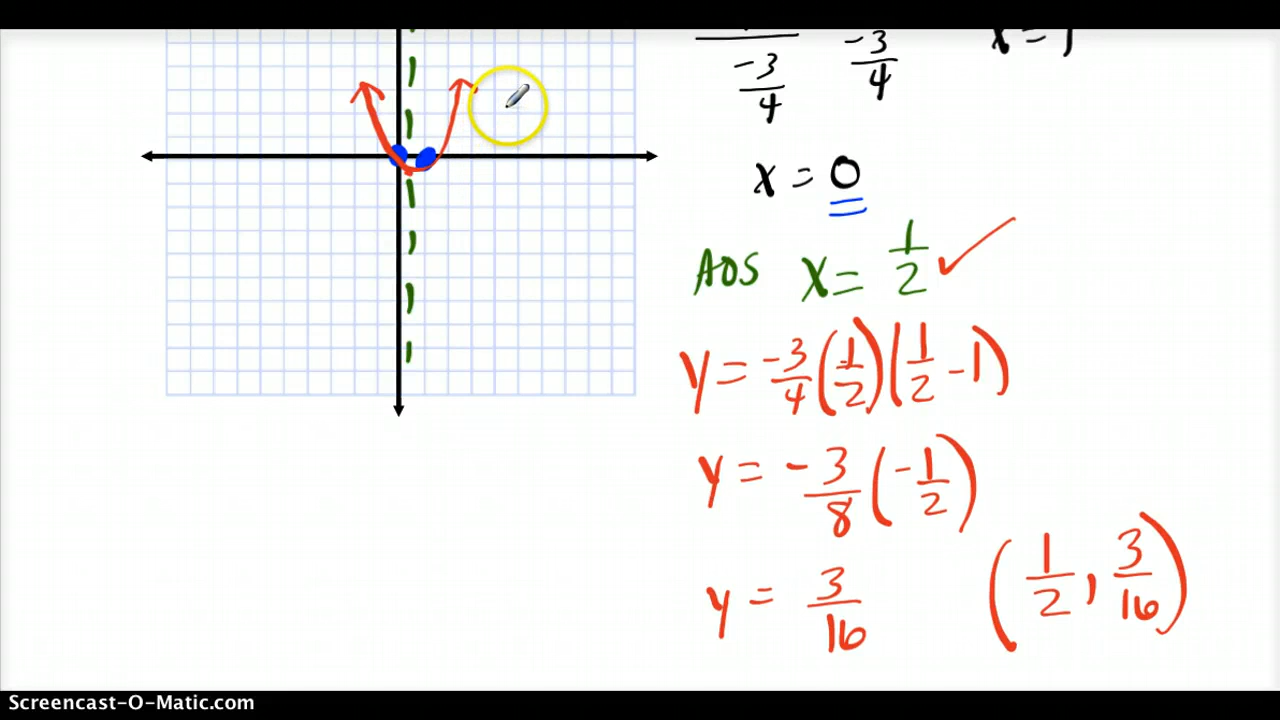 -3/4 -3/4 x = 1
x = 0
AOS x = 1/2 ✓
y = -3/4 (1/2)(1/2 - 1)
y = -3/8 (-1/2)
y = 3/16 (1/2, 3/16)
Screencast-O-Matic.com